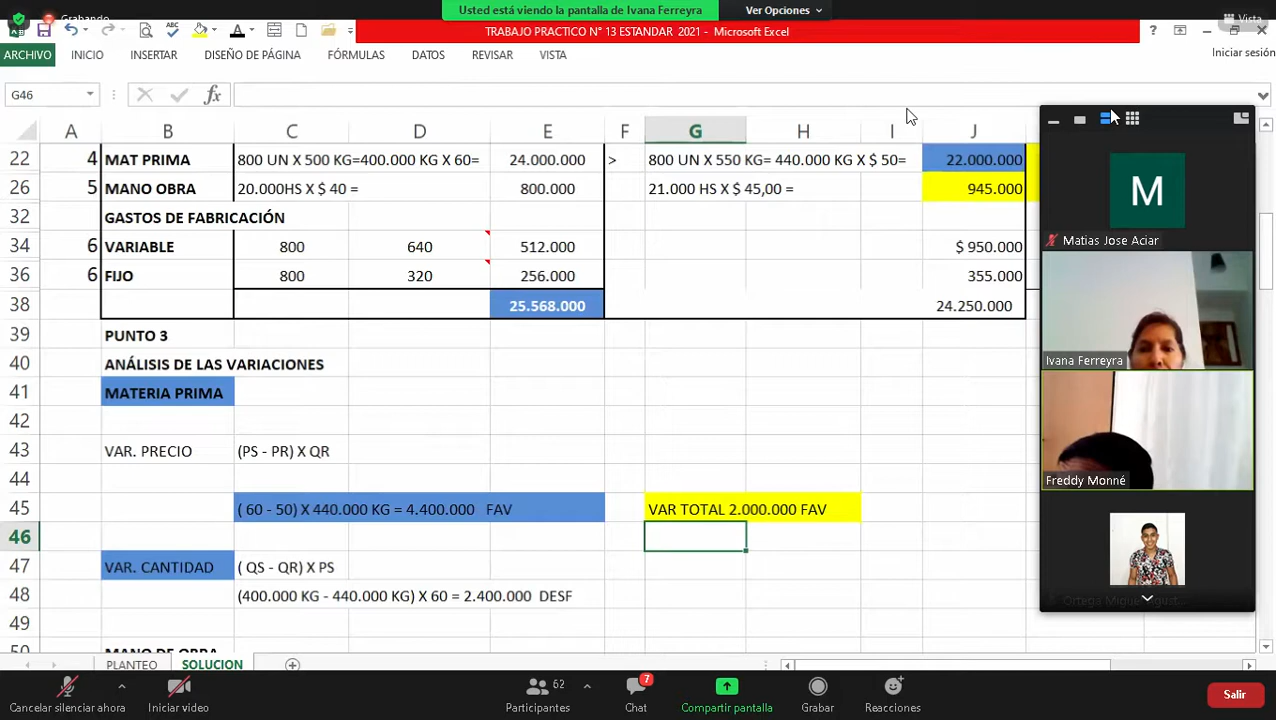 Grabando
Usted está viendo la pantalla de Ivana Ferreyra
Ver Opciones
Vista
TRABAJO PRACTICO N° 13 ESTANDAR 2021 - Microsoft Excel
ARCHIVO INICIO INSERTAR DISEÑO DE PÁGINA FÓRMULAS DATOS REVISAR VISTA
Iniciar sesión
G46
A B C D E F G H I J
22 4 MAT PRIMA 800 UN X 500 KG=400.000 KG X 60= 24.000.000 > 800 UN X 550 KG= 440.000 KG X $ 50= 22.000.000
26 5 MANO OBRA 20.000HS X $ 40 = 800.000 21.000 HS X $ 45,00 = 945.000
32 GASTOS DE FABRICACIÓN
34 6 VARIABLE 800 640 512.000 $ 950.000
36 6 FIJO 800 320 256.000 355.000
38 25.568.000 24.250.000
39 PUNTO 3
40 ANÁLISIS DE LAS VARIACIONES
41 MATERIA PRIMA
42
43 VAR. PRECIO (PS - PR) X QR
44
45 ( 60 - 50) X 440.000 KG = 4.400.000 FAV VAR TOTAL 2.000.000 FAV
46
47 VAR. CANTIDAD ( QS - QR) X PS
48 (400.000 KG - 440.000 KG) X 60 = 2.400.000 DESF
49
50 MANO DE OBRA
M
Matias Jose Aciar
Ivana Ferreyra
Freddy Monné
PLANTEO SOLUCION
Cancelar silenciar ahora
Iniciar video
62
Participantes
7
Chat
Compartir pantalla
Grabar
Reacciones
Salir